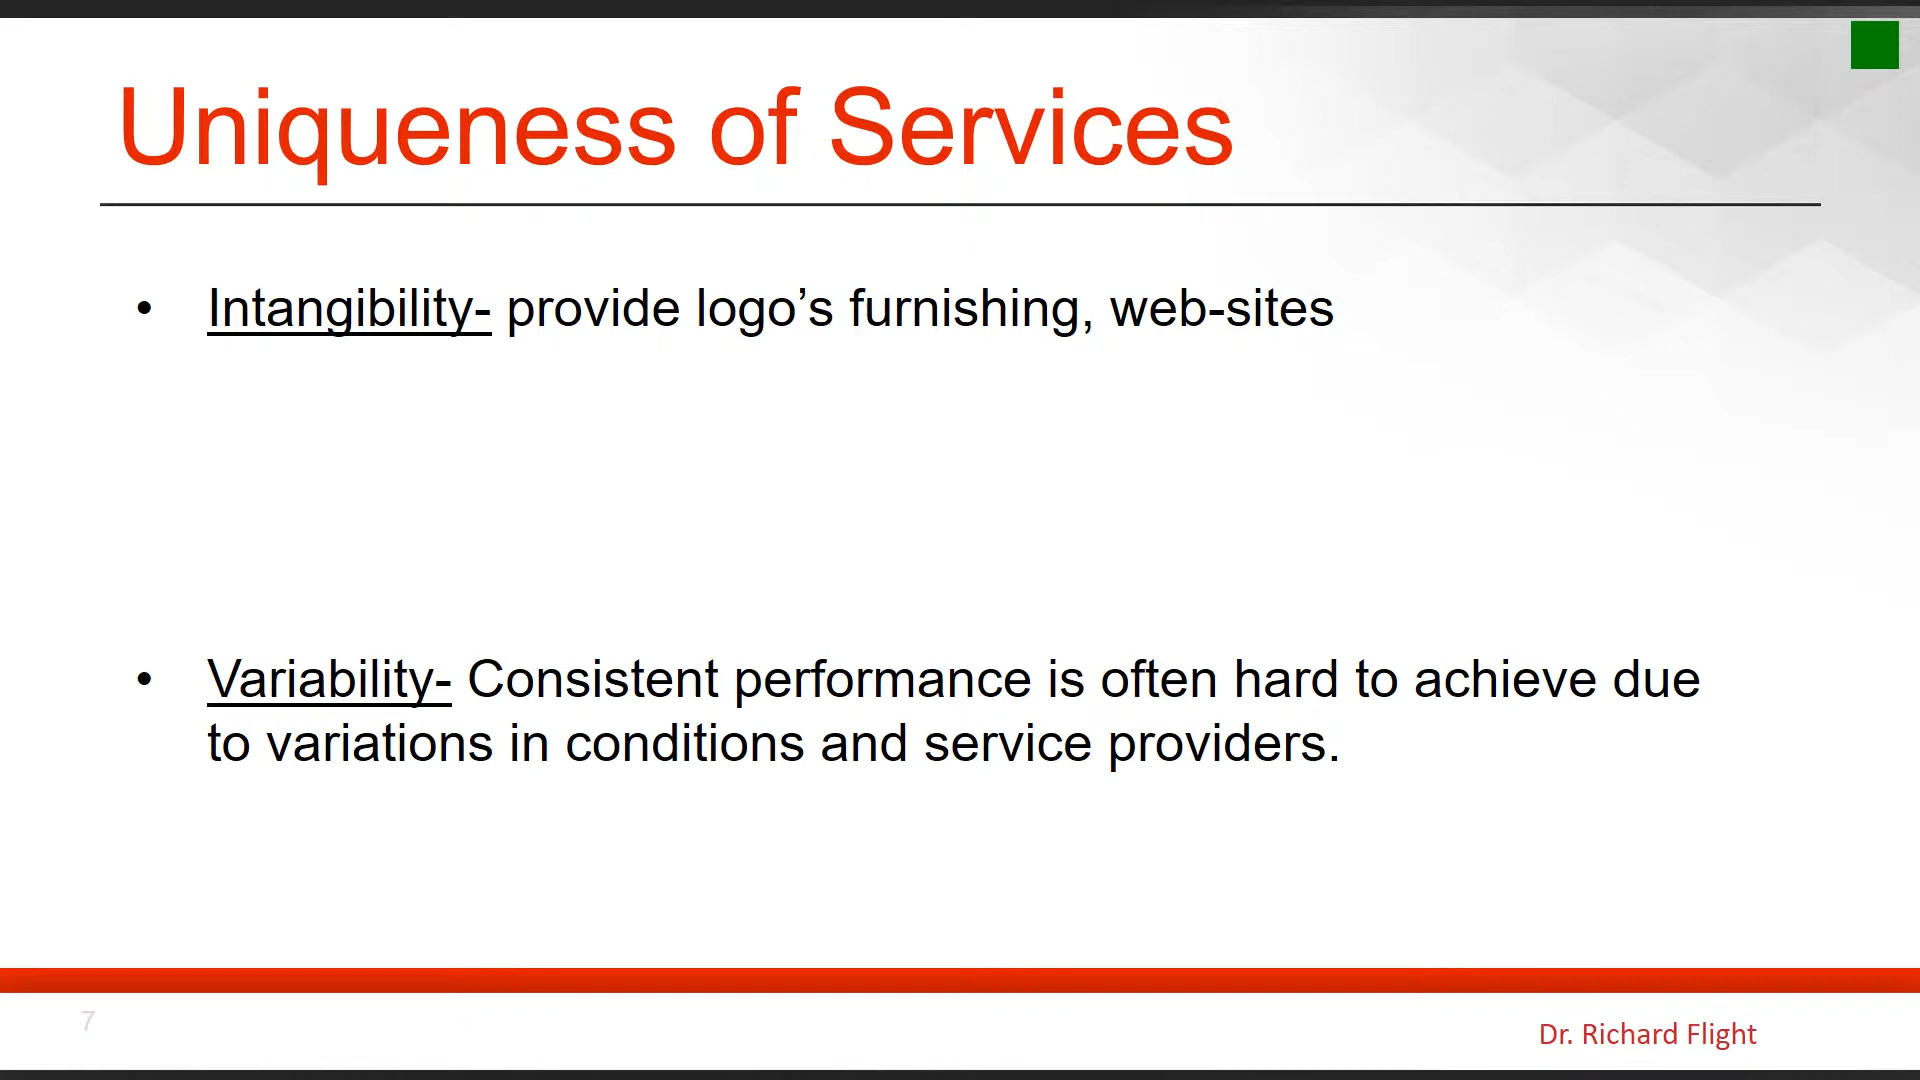 Uniqueness of Services
• Intangibility- provide logo’s furnishing, web-sites
• Variability- Consistent performance is often hard to achieve due
to variations in conditions and service providers.
7
Dr. Richard Flight